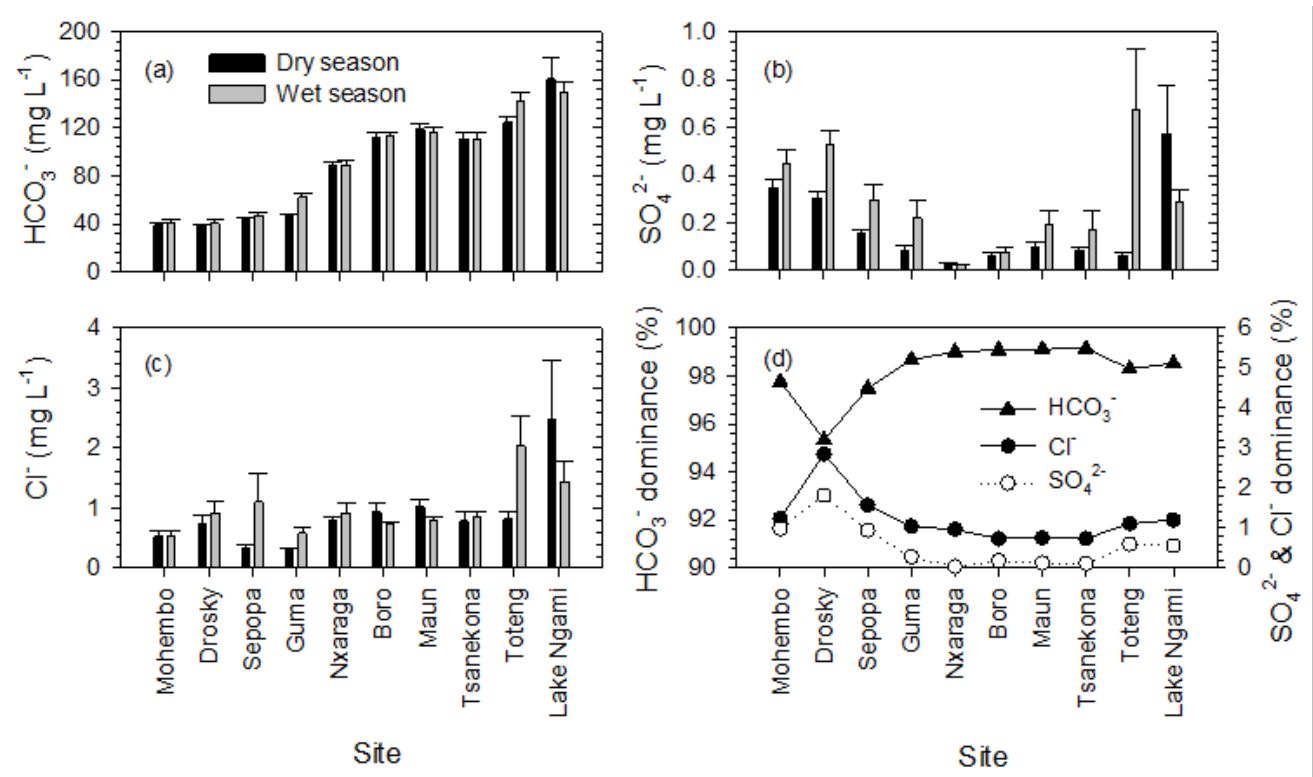 (a)
Dry season
Wet season
HCO₃⁻ (mg L⁻¹)
200
160
120
80
40
0
(b)
SO₄²⁻ (mg L⁻¹)
1.0
0.8
0.6
0.4
0.2
0.0
(c)
Cl⁻ (mg L⁻¹)
4
3
2
1
0
Mohembo
Drosky
Sepopa
Guma
Nxaraga
Boro
Maun
Tsanekona
Toteng
Lake Ngami
Site
(d)
HCO₃⁻ dominance (%)
100
98
96
94
92
90
HCO₃⁻
Cl⁻
SO₄²⁻
6
5
4
3
2
1
0
SO₄²⁻ & Cl⁻ dominance (%)
Mohembo
Drosky
Sepopa
Guma
Nxaraga
Boro
Maun
Tsanekona
Toteng
Lake Ngami
Site